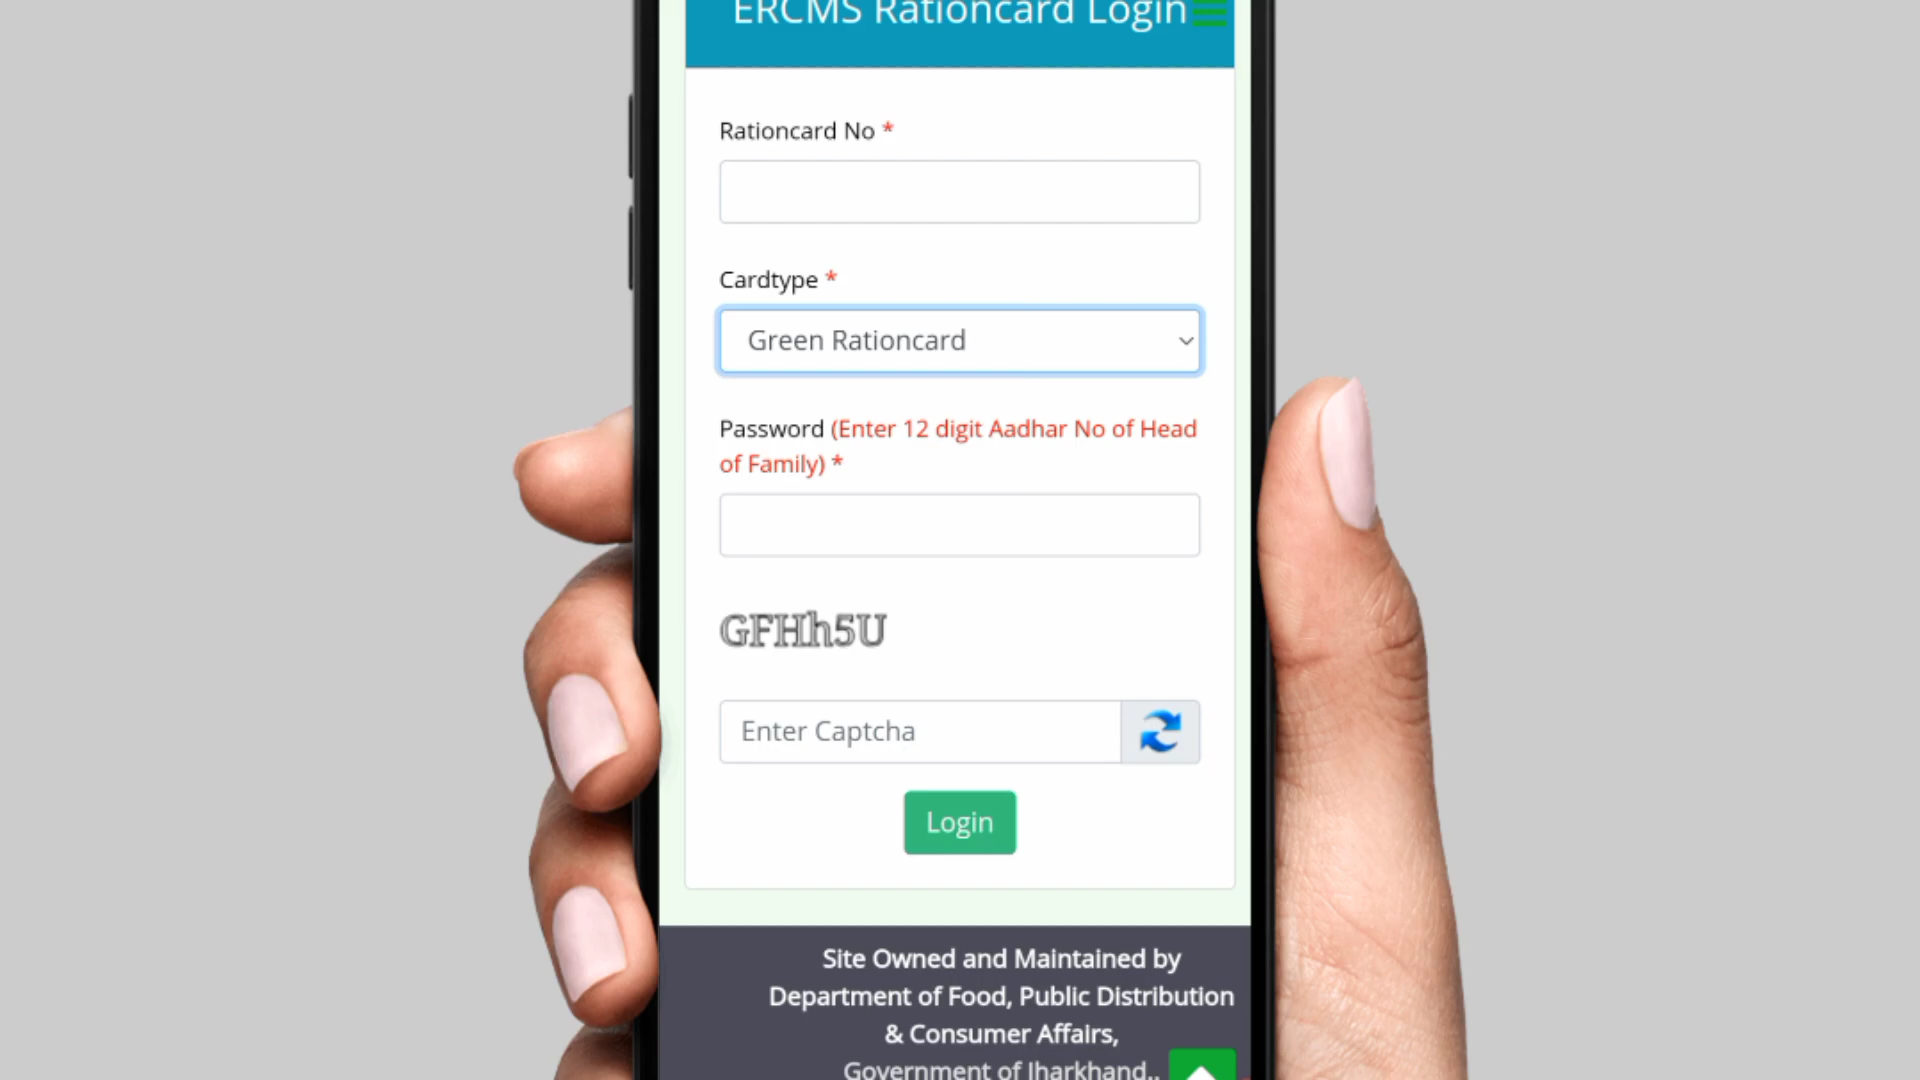 ERCMS Rationcard Login
Rationcard No *
Cardtype *
Green Rationcard
Password (Enter 12 digit Aadhar No of Head
of Family) *
GFHh5U
Enter Captcha
Login
Site Owned and Maintained by
Department of Food, Public Distribution
& Consumer Affairs,
Government of Jharkhand..